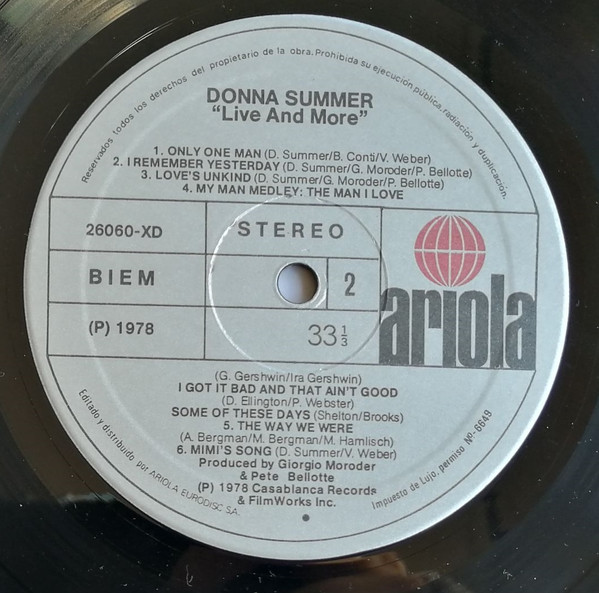 Reservados todos los derechos del propietario de la obra. Prohibida su ejecución pública, radiación y duplicación.
DONNA SUMMER
"Live And More"
1. ONLY ONE MAN (D. Summer/B. Conti/V. Weber)
2. I REMEMBER YESTERDAY (D. Summer/G. Moroder/P. Bellotte)
3. LOVE'S UNKIND (D. Summer/G. Moroder/P. Bellotte)
4. MY MAN MEDLEY: THE MAN I LOVE
26060-XD
STEREO
BIEM
2
(P) 1978
33 1/3
ariola
(G. Gershwin/Ira Gershwin)
I GOT IT BAD AND THAT AIN'T GOOD
(D. Ellington/P. Webster)
SOME OF THESE DAYS (Shelton/Brooks)
5. THE WAY WE WERE
(A. Bergman/M. Bergman/M. Hamlisch)
6. MIMI'S SONG (D. Summer/V. Weber)
Produced by Giorgio Moroder
& Pete Bellotte
(P) 1978 Casablanca Records
& FilmWorks Inc.
Editado y distribuido por ARIOLA EURODISC SA.
Impuesto de Lujo, permiso Nº-6649